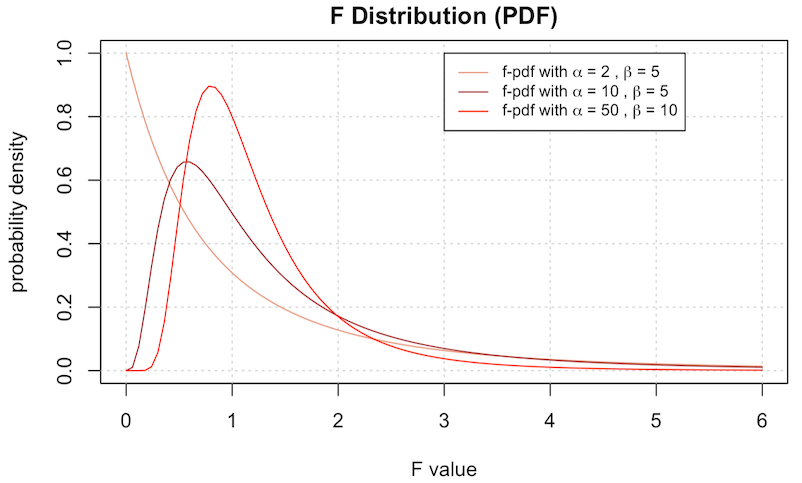 F Distribution (PDF)
f-pdf with α = 2 , β = 5
f-pdf with α = 10 , β = 5
f-pdf with α = 50 , β = 10
probability density
1.0
0.8
0.6
0.4
0.2
0.0
0 1 2 3 4 5 6
F value